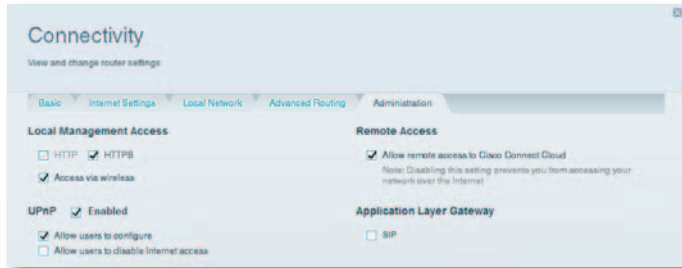 Connectivity
View and change router settings
Basic Internet Settings Local Network Advanced Routing Administration
Local Management Access
HTTP HTTPS
Access via wireless
UPnP Enabled
Allow users to configure
Allow users to disable Internet access
Remote Access
Allow remote access to Cisco Connect Cloud
Note: Disabling this setting prevents you from accessing your
network over the Internet.
Application Layer Gateway
SIP